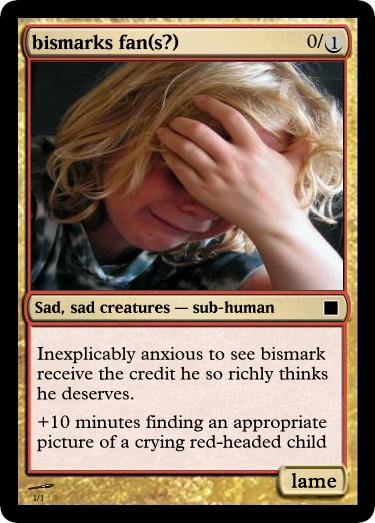 bismarks fan(s?) 0/1
Sad, sad creatures — sub-human
Inexplicably anxious to see bismark
receive the credit he so richly thinks
he deserves.
+10 minutes finding an appropriate
picture of a crying red-headed child
lame
1/1